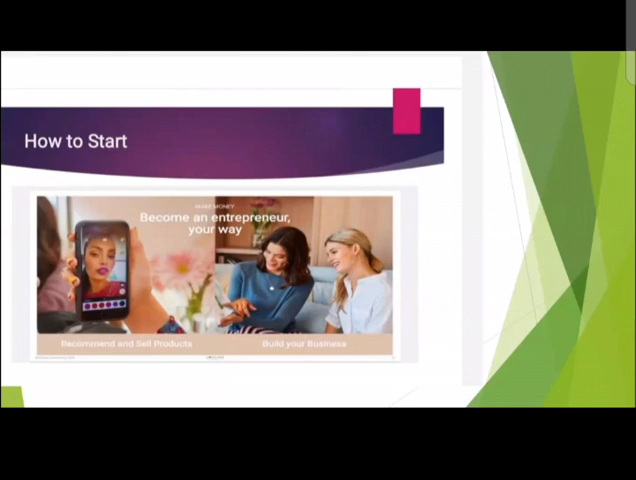 How to Start
MAKE MONEY
Become an entrepreneur,
your way
Recommend and Sell Products
Build your Business